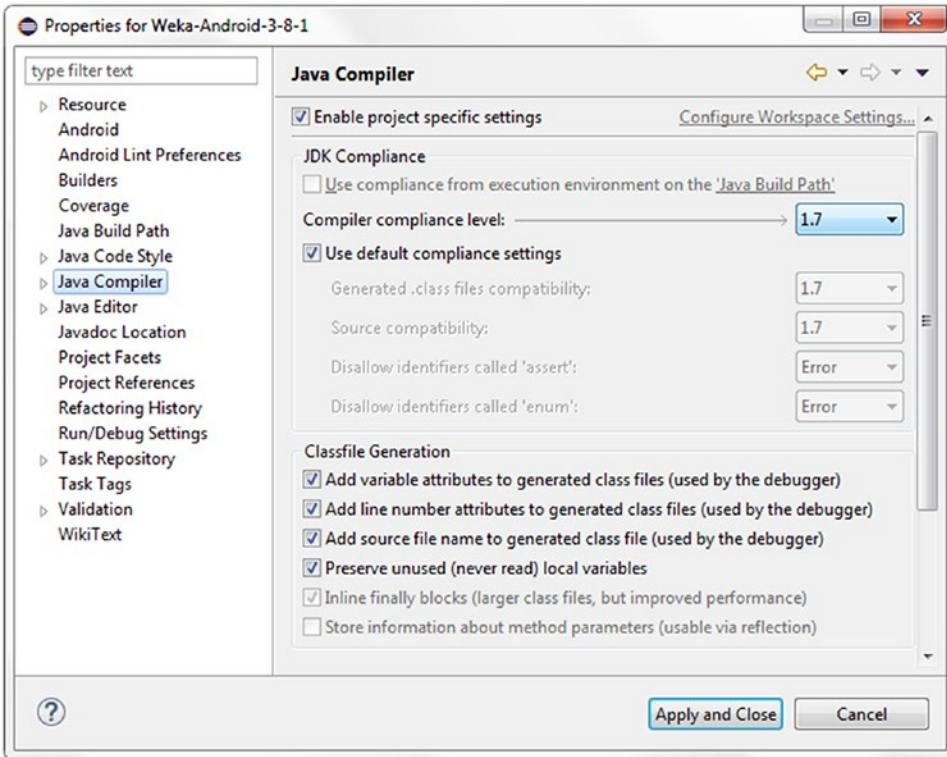 Properties for Weka-Android-3-8-1
type filter text
Resource
Android
Android Lint Preferences
Builders
Coverage
Java Build Path
Java Code Style
Java Compiler
Java Editor
Javadoc Location
Project Facets
Project References
Refactoring History
Run/Debug Settings
Task Repository
Task Tags
Validation
WikiText
Java Compiler
Enable project specific settings Configure Workspace Settings...
JDK Compliance
Use compliance from execution environment on the 'Java Build Path'
Compiler compliance level: 1.7
Use default compliance settings
Generated .class files compatibility: 1.7
Source compatibility: 1.7
Disallow identifiers called 'assert': Error
Disallow identifiers called 'enum': Error
Classfile Generation
Add variable attributes to generated class files (used by the debugger)
Add line number attributes to generated class files (used by the debugger)
Add source file name to generated class file (used by the debugger)
Preserve unused (never read) local variables
Inline finally blocks (larger class files, but improved performance)
Store information about method parameters (usable via reflection)
? Apply and Close Cancel